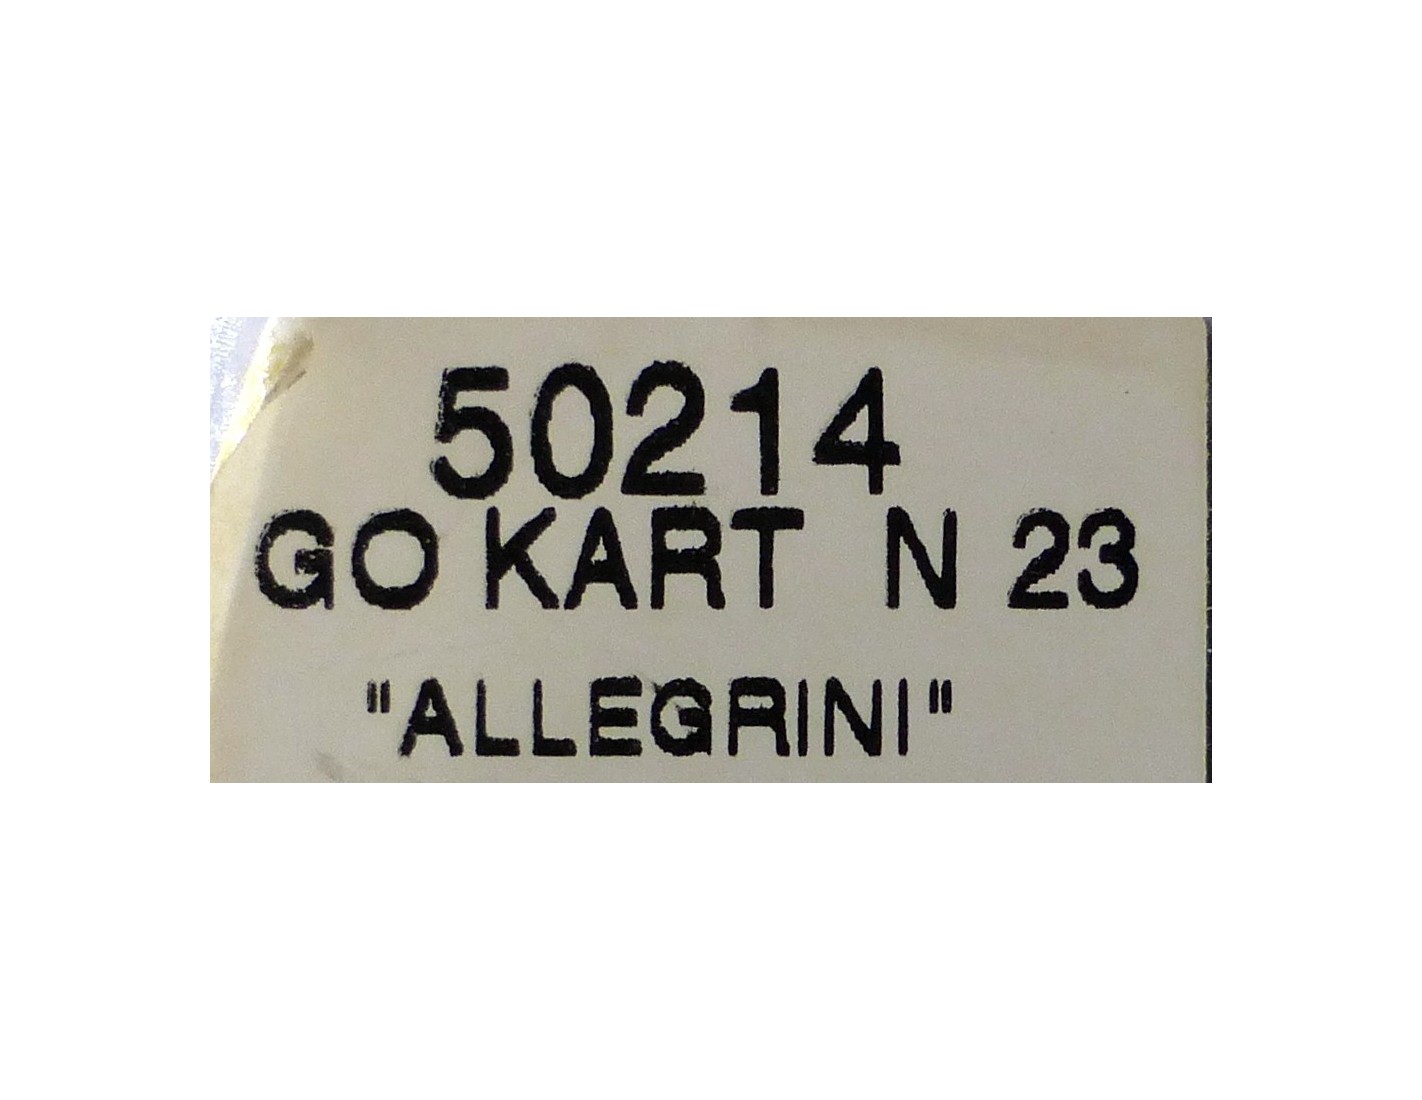 50214
GO KART N 23
"ALLEGRINI"